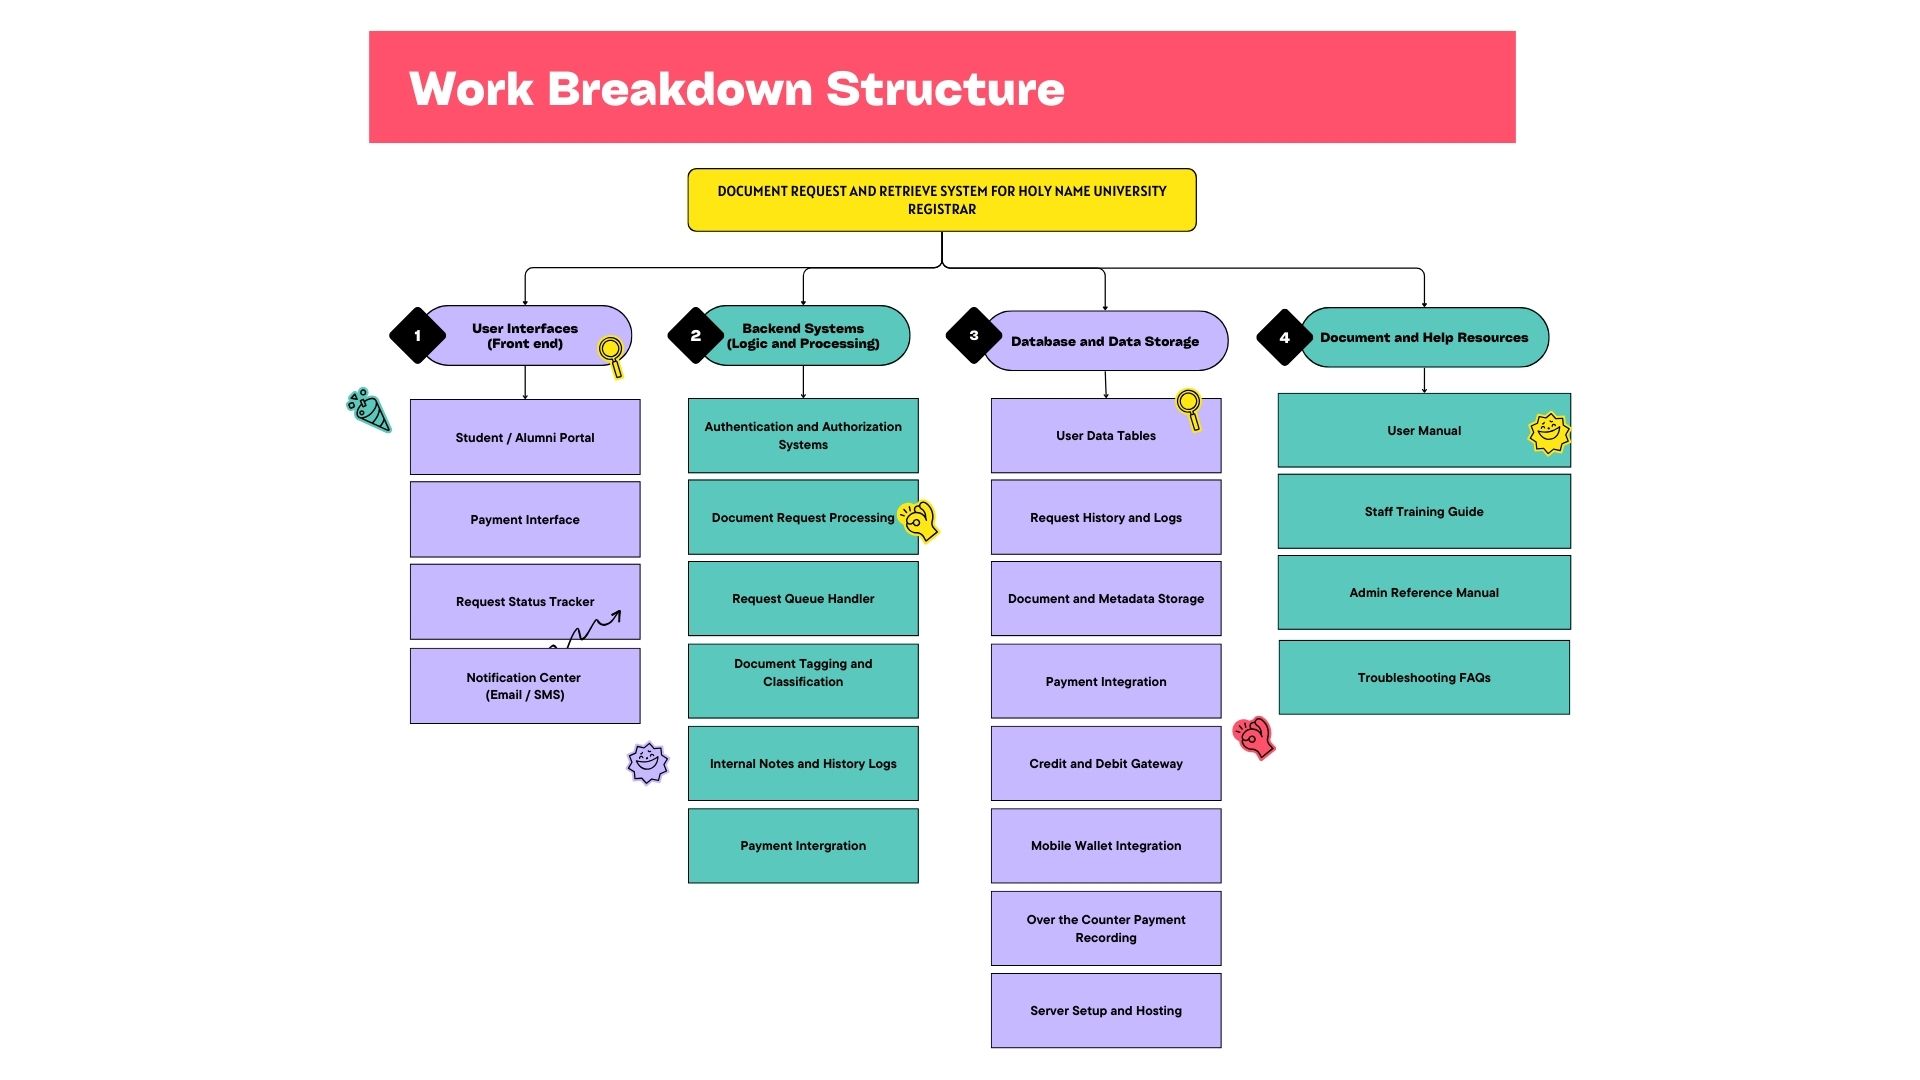 Work Breakdown Structure
DOCUMENT REQUEST AND RETRIEVE SYSTEM FOR HOLY NAME UNIVERSITY
REGISTRAR
1
User Interfaces
(Front end)
Student / Alumni Portal
Payment Interface
Request Status Tracker
Notification Center
(Email / SMS)
2
Backend Systems
(Logic and Processing)
Authentication and Authorization
Systems
Document Request Processing
Request Queue Handler
Document Tagging and
Classification
Internal Notes and History Logs
Payment Intergration
3
Database and Data Storage
User Data Tables
Request History and Logs
Document and Metadata Storage
Payment Integration
Credit and Debit Gateway
Mobile Wallet Integration
Over the Counter Payment
Recording
Server Setup and Hosting
4
Document and Help Resources
User Manual
Staff Training Guide
Admin Reference Manual
Troubleshooting FAQs